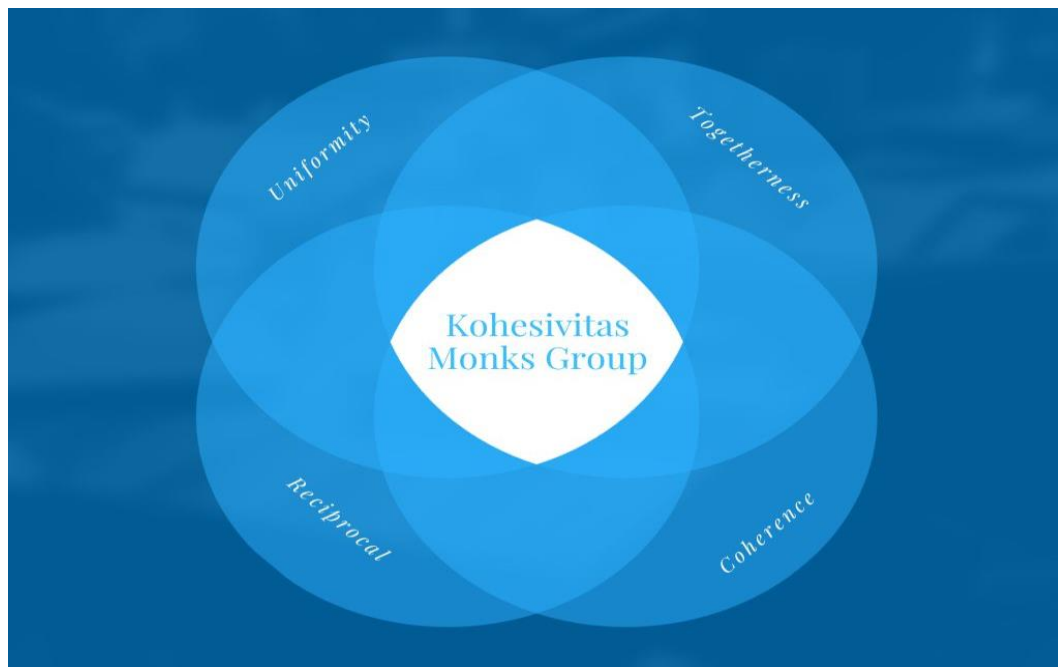 Uniformity
Togetherness
Kohesivitas
Monks Group
Reciprocal
Coherence